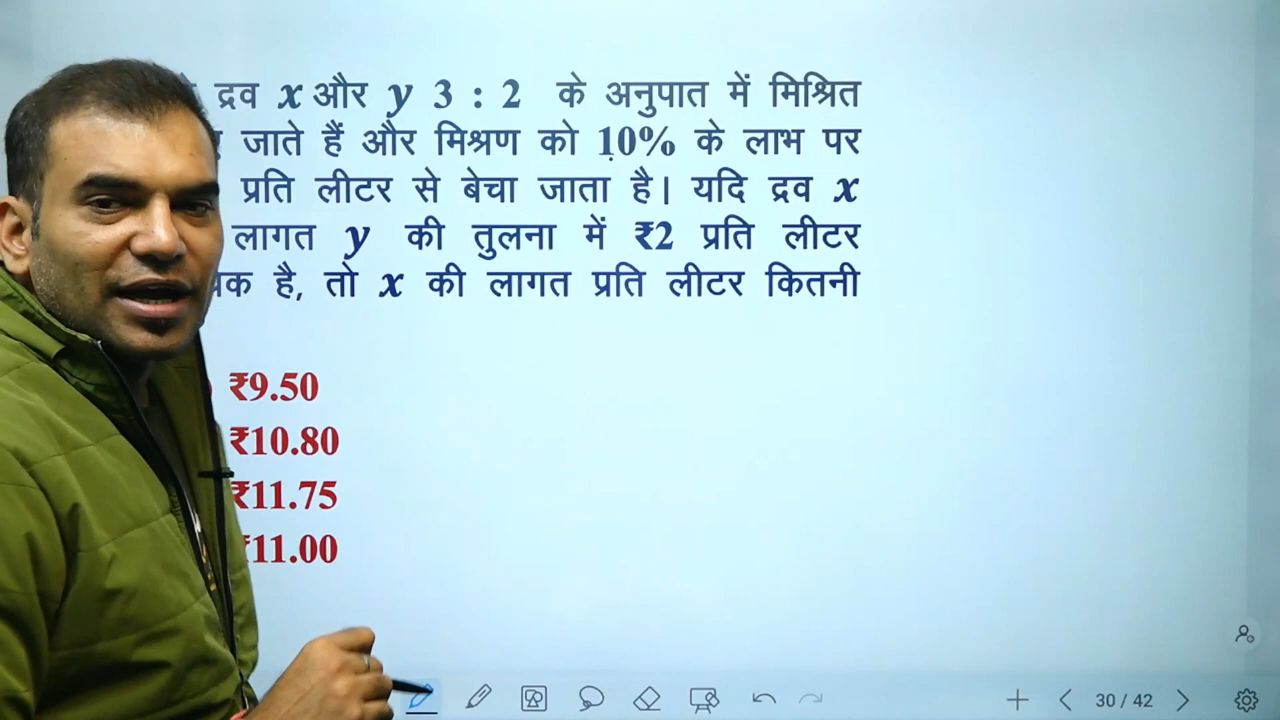 द्रव x और y 3 : 2 के अनुपात में मिश्रित
जाते हैं और मिश्रण को 10% के लाभ पर
प्रति लीटर से बेचा जाता है। यदि द्रव x
लागत y की तुलना में ₹2 प्रति लीटर
है, तो x की लागत प्रति लीटर कितनी
₹9.50
₹10.80
₹11.75
₹11.00
30 / 42